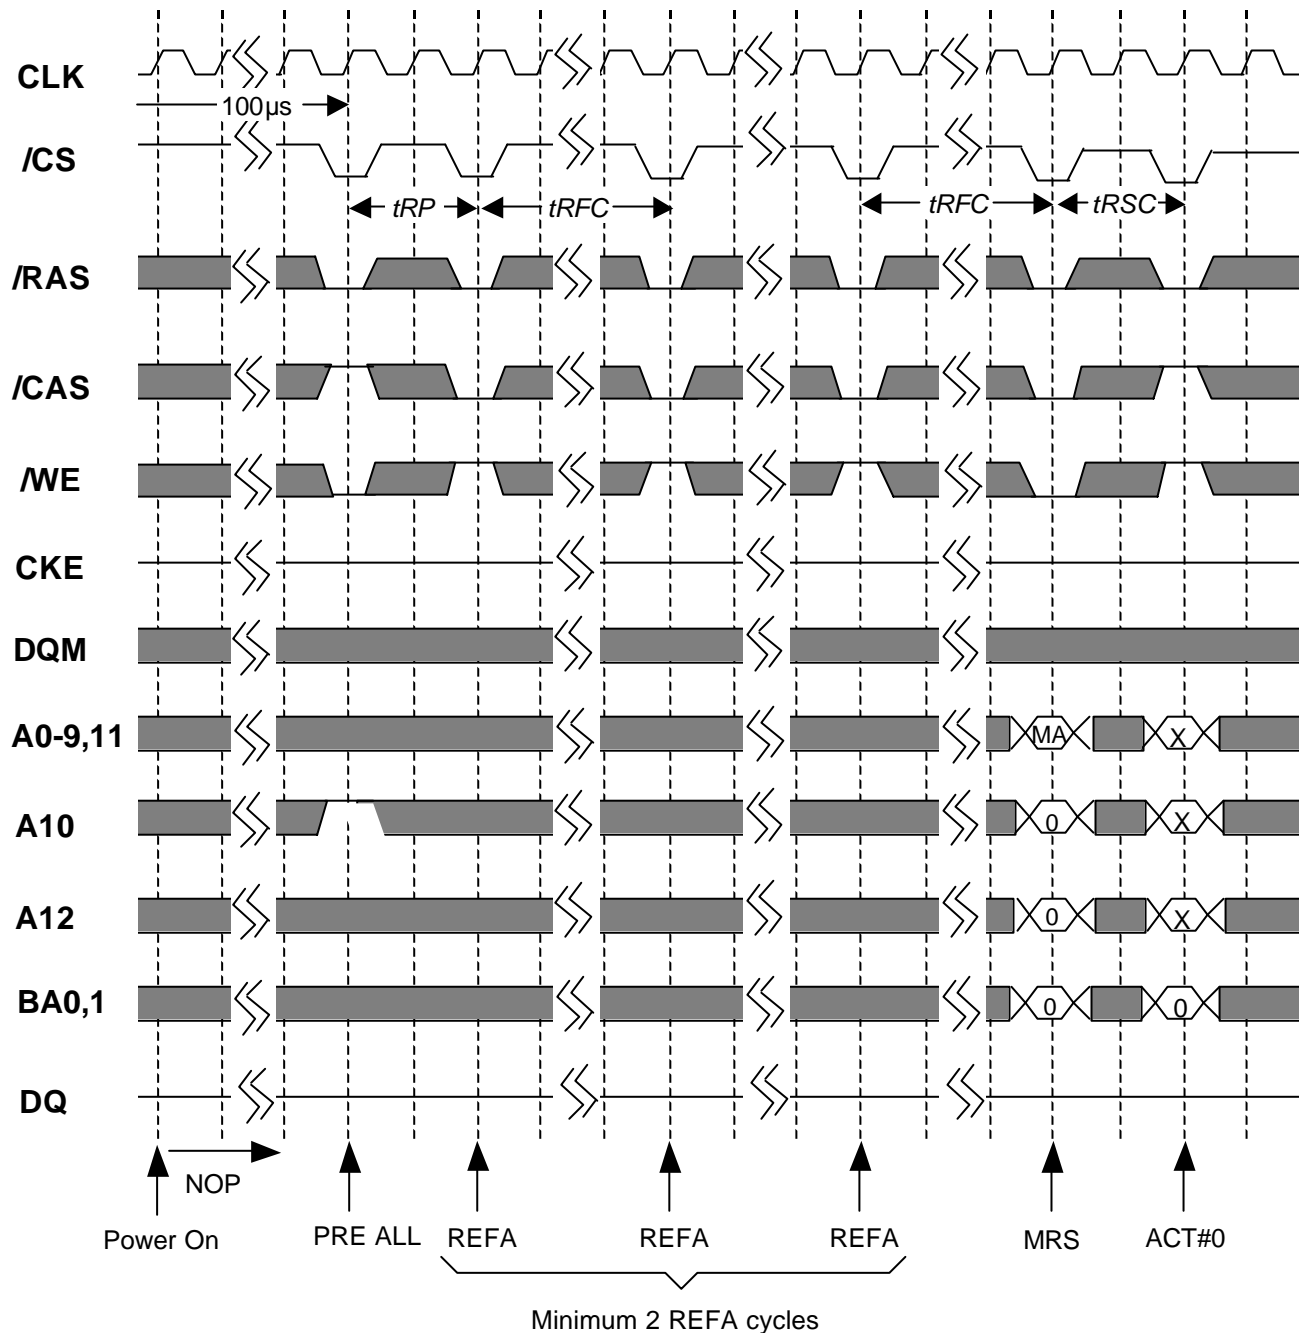 CLK
100µs
/CS
tRP tRFC tRFC tRSC
/RAS
/CAS
/WE
CKE
DQM
A0-9,11 MA X
A10 0 X
A12 0 X
BA0,1 0 0
DQ
NOP
Power On PRE ALL REFA REFA REFA MRS ACT#0
Minimum 2 REFA cycles